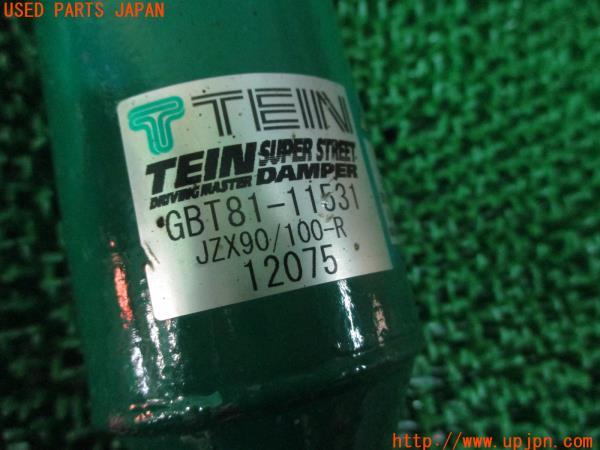 USED PARTS JAPAN
TEIN
TEIN SUPER STREET
DRIVING MASTER DAMPER
GBT81-11531
JZX90/100-R
12075
http://www.upjpn.com/